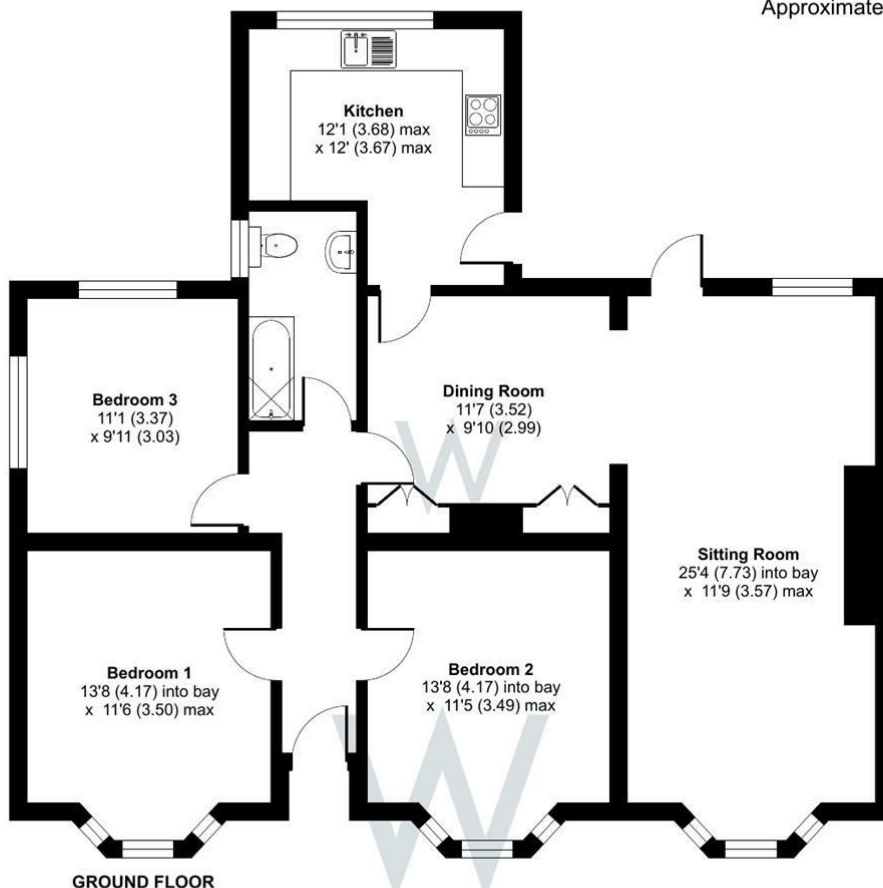 Approximate
Kitchen
12'1 (3.68) max
x 12' (3.67) max
Bedroom 3
11'1 (3.37)
x 9'11 (3.03)
Dining Room
11'7 (3.52)
x 9'10 (2.99)
Sitting Room
25'4 (7.73) into bay
x 11'9 (3.57) max
Bedroom 1
13'8 (4.17) into bay
x 11'6 (3.50) max
Bedroom 2
13'8 (4.17) into bay
x 11'5 (3.49) max
W
W
GROUND FLOOR